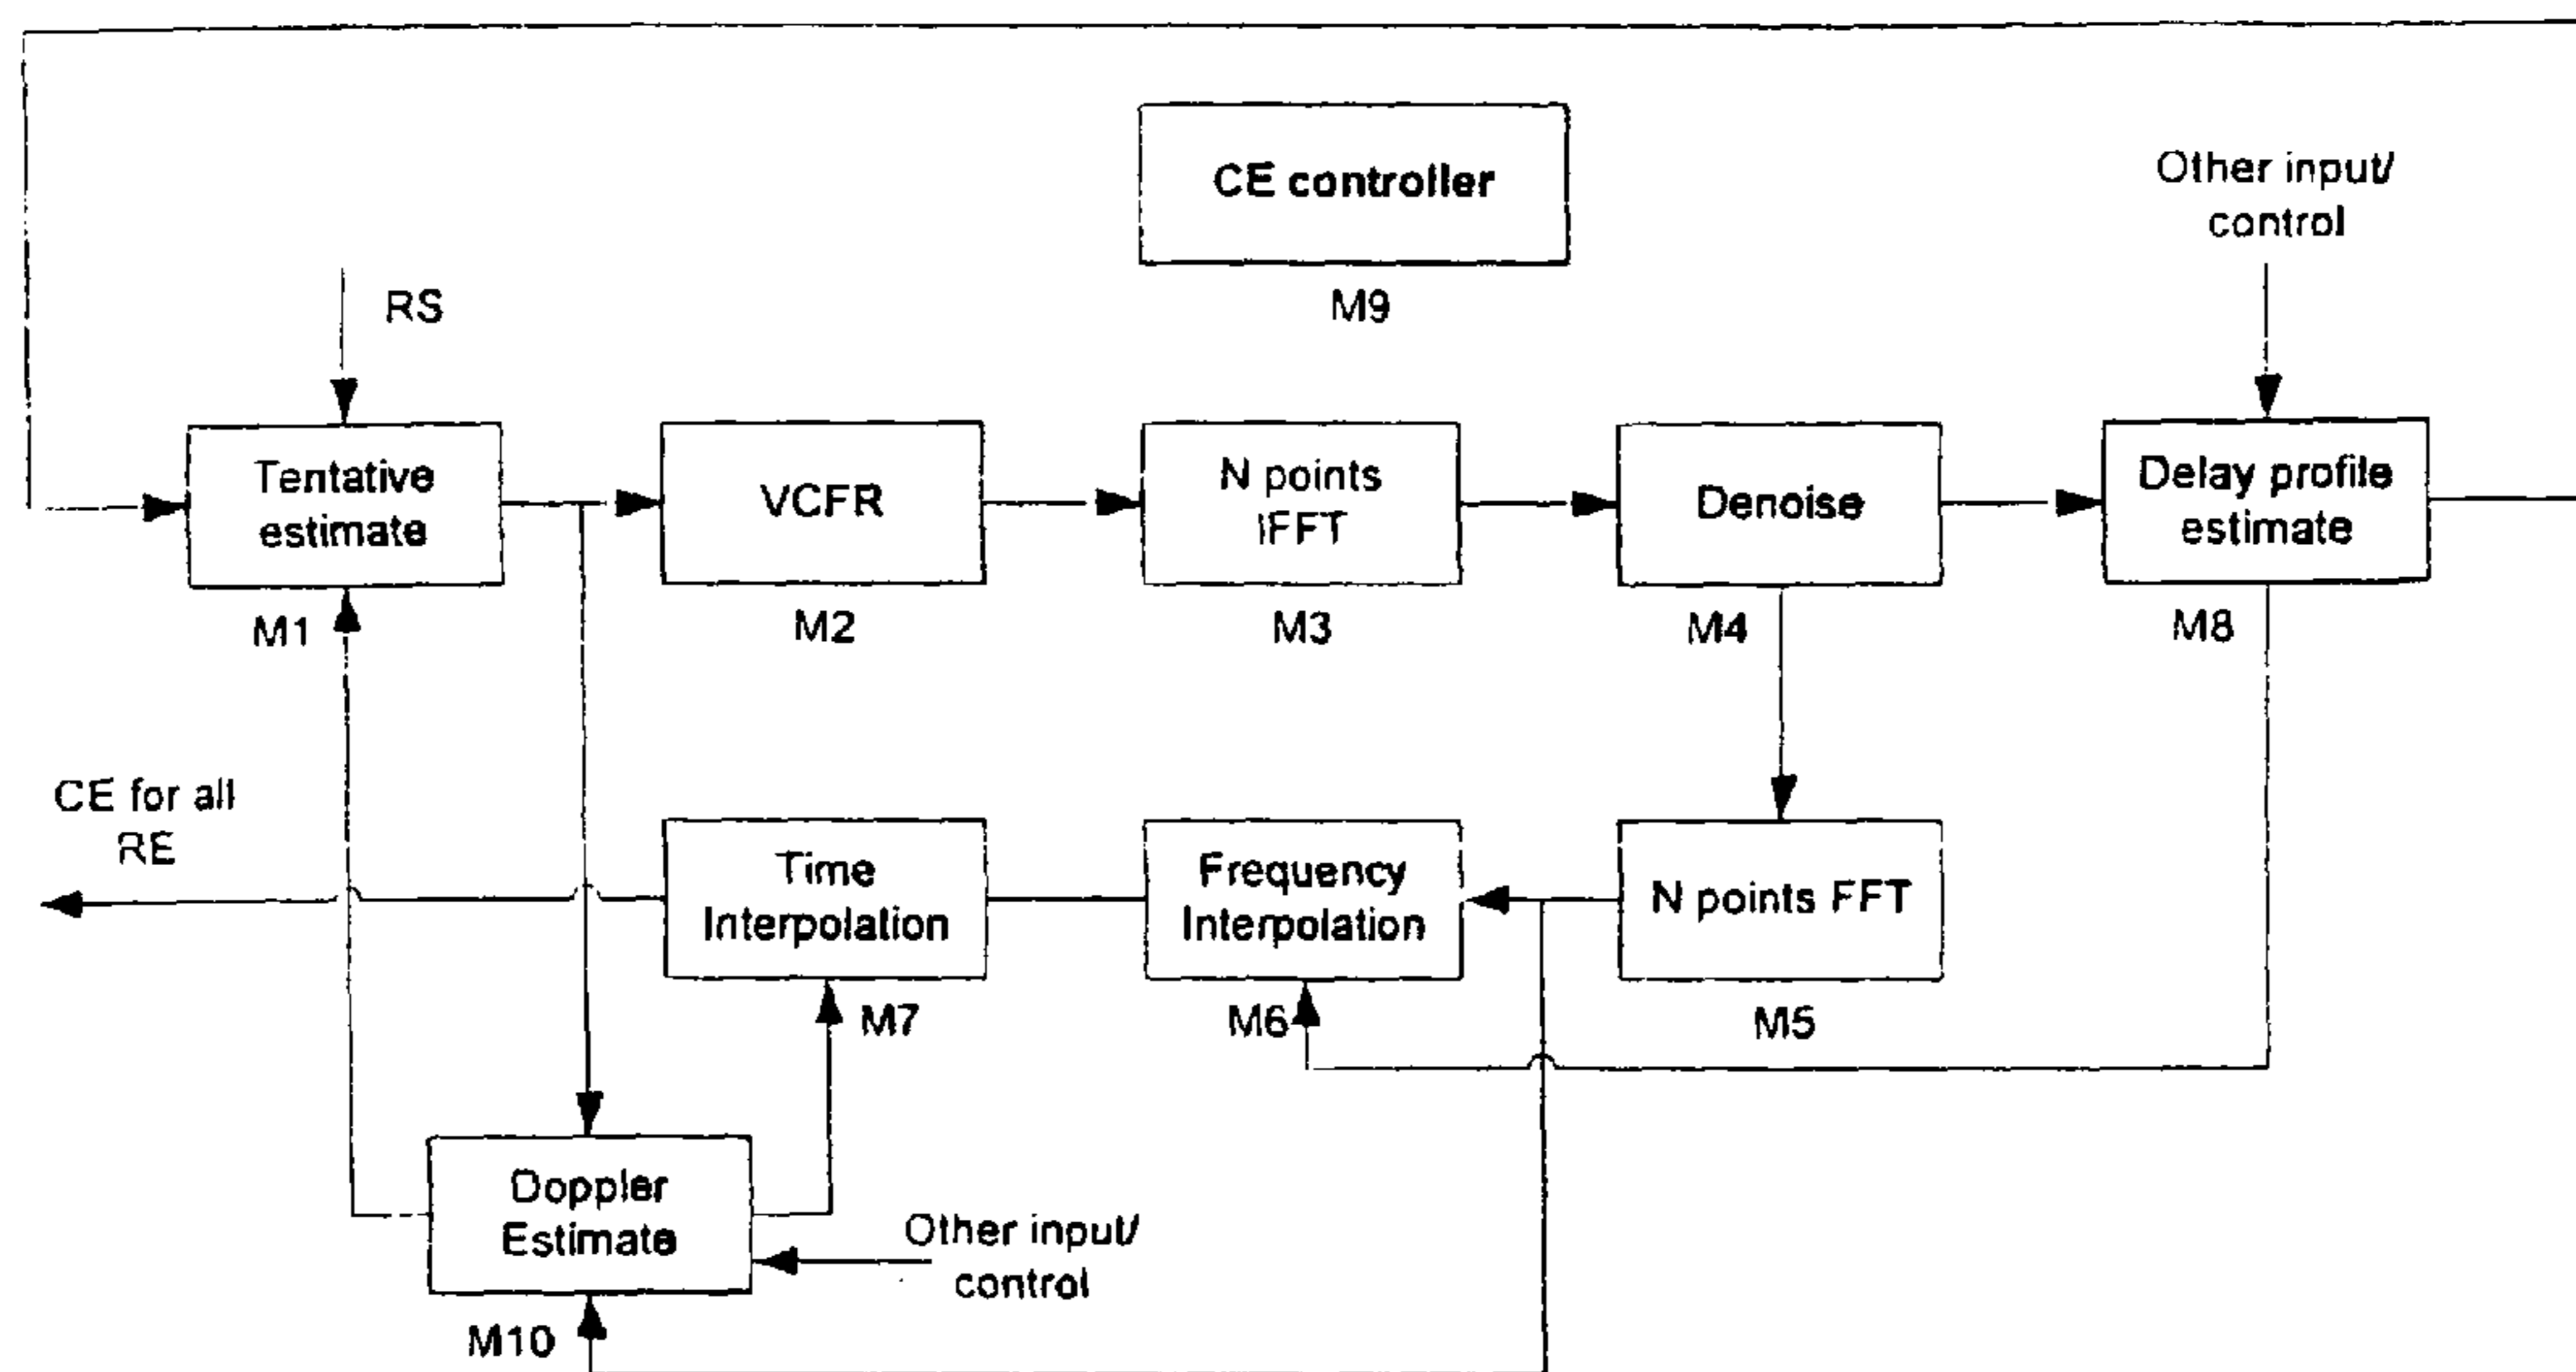 CE controller
M9
Other input/
control
RS
Tentative
estimate
M1
VCFR
M2
N points
IFFT
M3
Denoise
M4
Delay profile
estimate
M8
CE for all
RE
Time
Interpolation
M7
Frequency
Interpolation
M6
N points FFT
M5
Doppler
Estimate
M10
Other input/
control